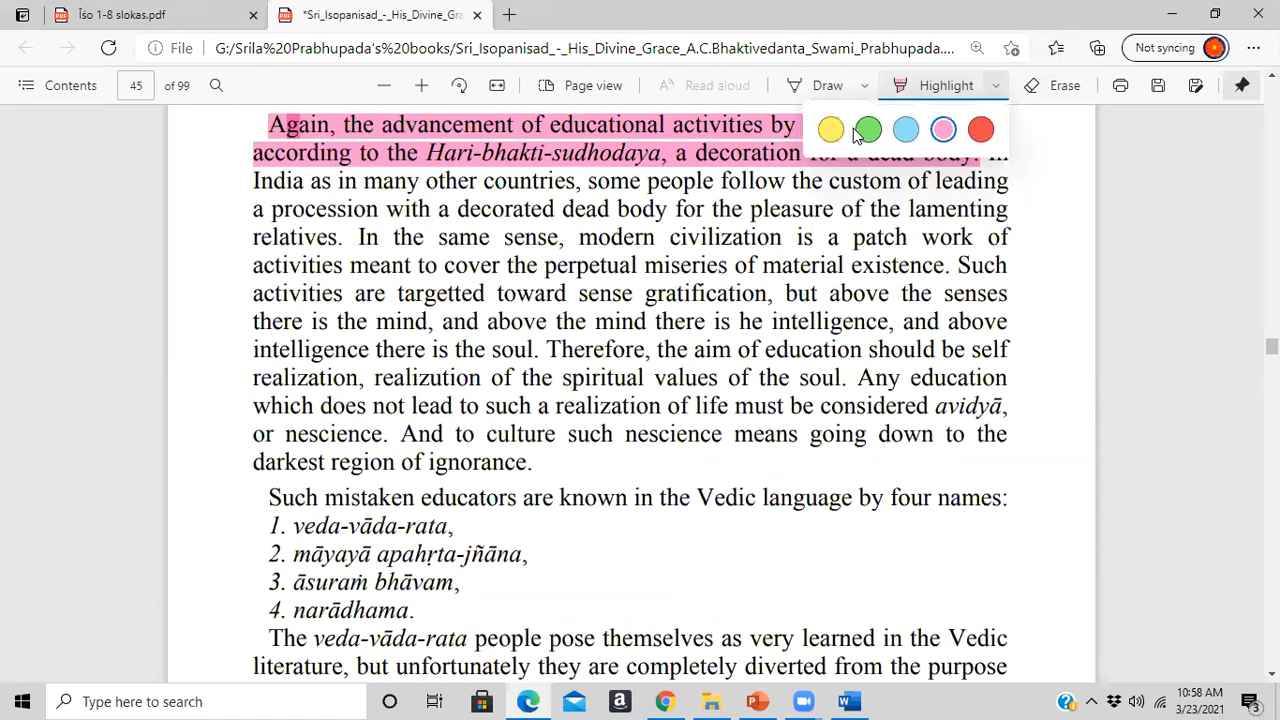 Īśo 1-8 slokas.pdf
*Sri_Isopanisad_-_His_Divine_Gra
File
G:/Srila%20Prabhupada's%20books/Sri_Isopanisad_-_His_Divine_Grace_A.C.Bhaktivedanta_Swami_Prabhupada....
Not syncing
Contents
45
of 99
Page view
Read aloud
Draw
Highlight
Erase
Again, the advancement of educational activities by
according to the Hari-bhakti-sudhodaya, a decoration for a dead body. In
India as in many other countries, some people follow the custom of leading
a procession with a decorated dead body for the pleasure of the lamenting
relatives. In the same sense, modern civilization is a patch work of
activities meant to cover the perpetual miseries of material existence. Such
activities are targetted toward sense gratification, but above the senses
there is the mind, and above the mind there is he intelligence, and above
intelligence there is the soul. Therefore, the aim of education should be self
realization, realizution of the spiritual values of the soul. Any education
which does not lead to such a realization of life must be considered avidyā,
or nescience. And to culture such nescience means going down to the
darkest region of ignorance.
Such mistaken educators are known in the Vedic language by four names:
1. veda-vāda-rata,
2. māyayā apahṛta-jñāna,
3. āsuraṁ bhāvam,
4. narādhama.
The veda-vāda-rata people pose themselves as very learned in the Vedic
literature, but unfortunately they are completely diverted from the purpose
Type here to search
10:58 AM
3/23/2021
3